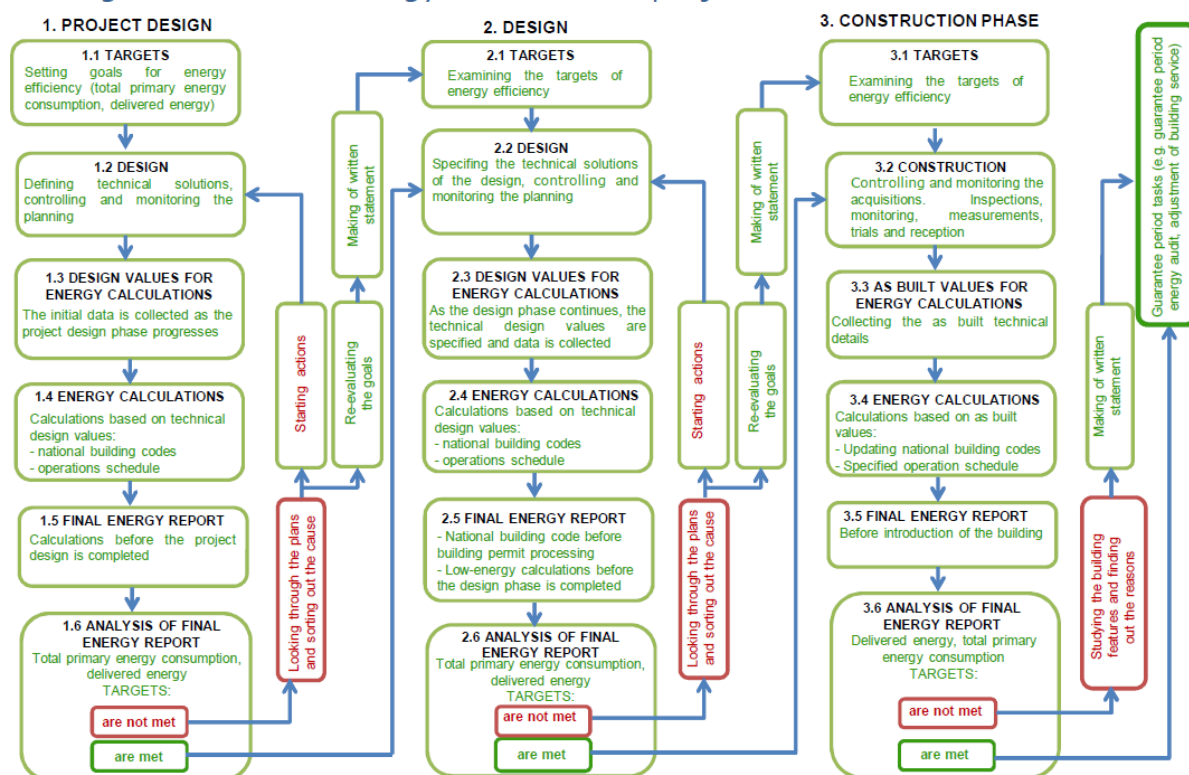 1. PROJECT DESIGN
1.1 TARGETS
Setting goals for energy
efficiency (total primary energy
consumption, delivered energy)
1.2 DESIGN
Defining technical solutions,
controlling and monitoring the
planning
1.3 DESIGN VALUES FOR
ENERGY CALCULATIONS
The initial data is collected as the
project design phase progresses
1.4 ENERGY CALCULATIONS
Calculations based on technical
design values:
- national building codes
- operations schedule
1.5 FINAL ENERGY REPORT
Calculations before the project
design is completed
1.6 ANALYSIS OF FINAL
ENERGY REPORT
Total primary energy consumption,
delivered energy
TARGETS:
are not met
are met
Looking through the plans
and sorting out the cause
Starting actions
Re-evaluating
the goals
Making of written
statement
2. DESIGN
2.1 TARGETS
Examining the targets of
energy efficiency
2.2 DESIGN
Specifing the technical solutions
of the design, controlling and
monitoring the planning
2.3 DESIGN VALUES FOR
ENERGY CALCULATIONS
As the design phase continues, the
technical design values are
specified and data is collected
2.4 ENERGY CALCULATIONS
Calculations based on technical
design values:
- national building codes
- operations schedule
2.5 FINAL ENERGY REPORT
- National building code before
building permit processing
- Low-energy calculations before
the design phase is completed
2.6 ANALYSIS OF FINAL
ENERGY REPORT
Total primary energy consumption,
delivered energy
TARGETS:
are not met
are met
Looking through the plans
and sorting out the cause
Starting actions
Re-evaluating
the goals
Making of written
statement
3. CONSTRUCTION PHASE
3.1 TARGETS
Examining the targets of
energy efficiency
3.2 CONSTRUCTION
Controlling and monitoring the
acquisitions. Inspections,
monitoring, measurements,
trials and reception
3.3 AS BUILT VALUES FOR
ENERGY CALCULATIONS
Collecting the as built technical
details
3.4 ENERGY CALCULATIONS
Calculations based on as built
values:
- Updating national building codes
- Specified operation schedule
3.5 FINAL ENERGY REPORT
Before introduction of the building
3.6 ANALYSIS OF FINAL
ENERGY REPORT
Delivered energy, total primary
energy consumption
TARGETS:
are not met
are met
Studying the building
features and finding
out the reasons
Making of written
statement
Guarantee period tasks (e.g. guarantee period
energy audit, adjustment of building service)